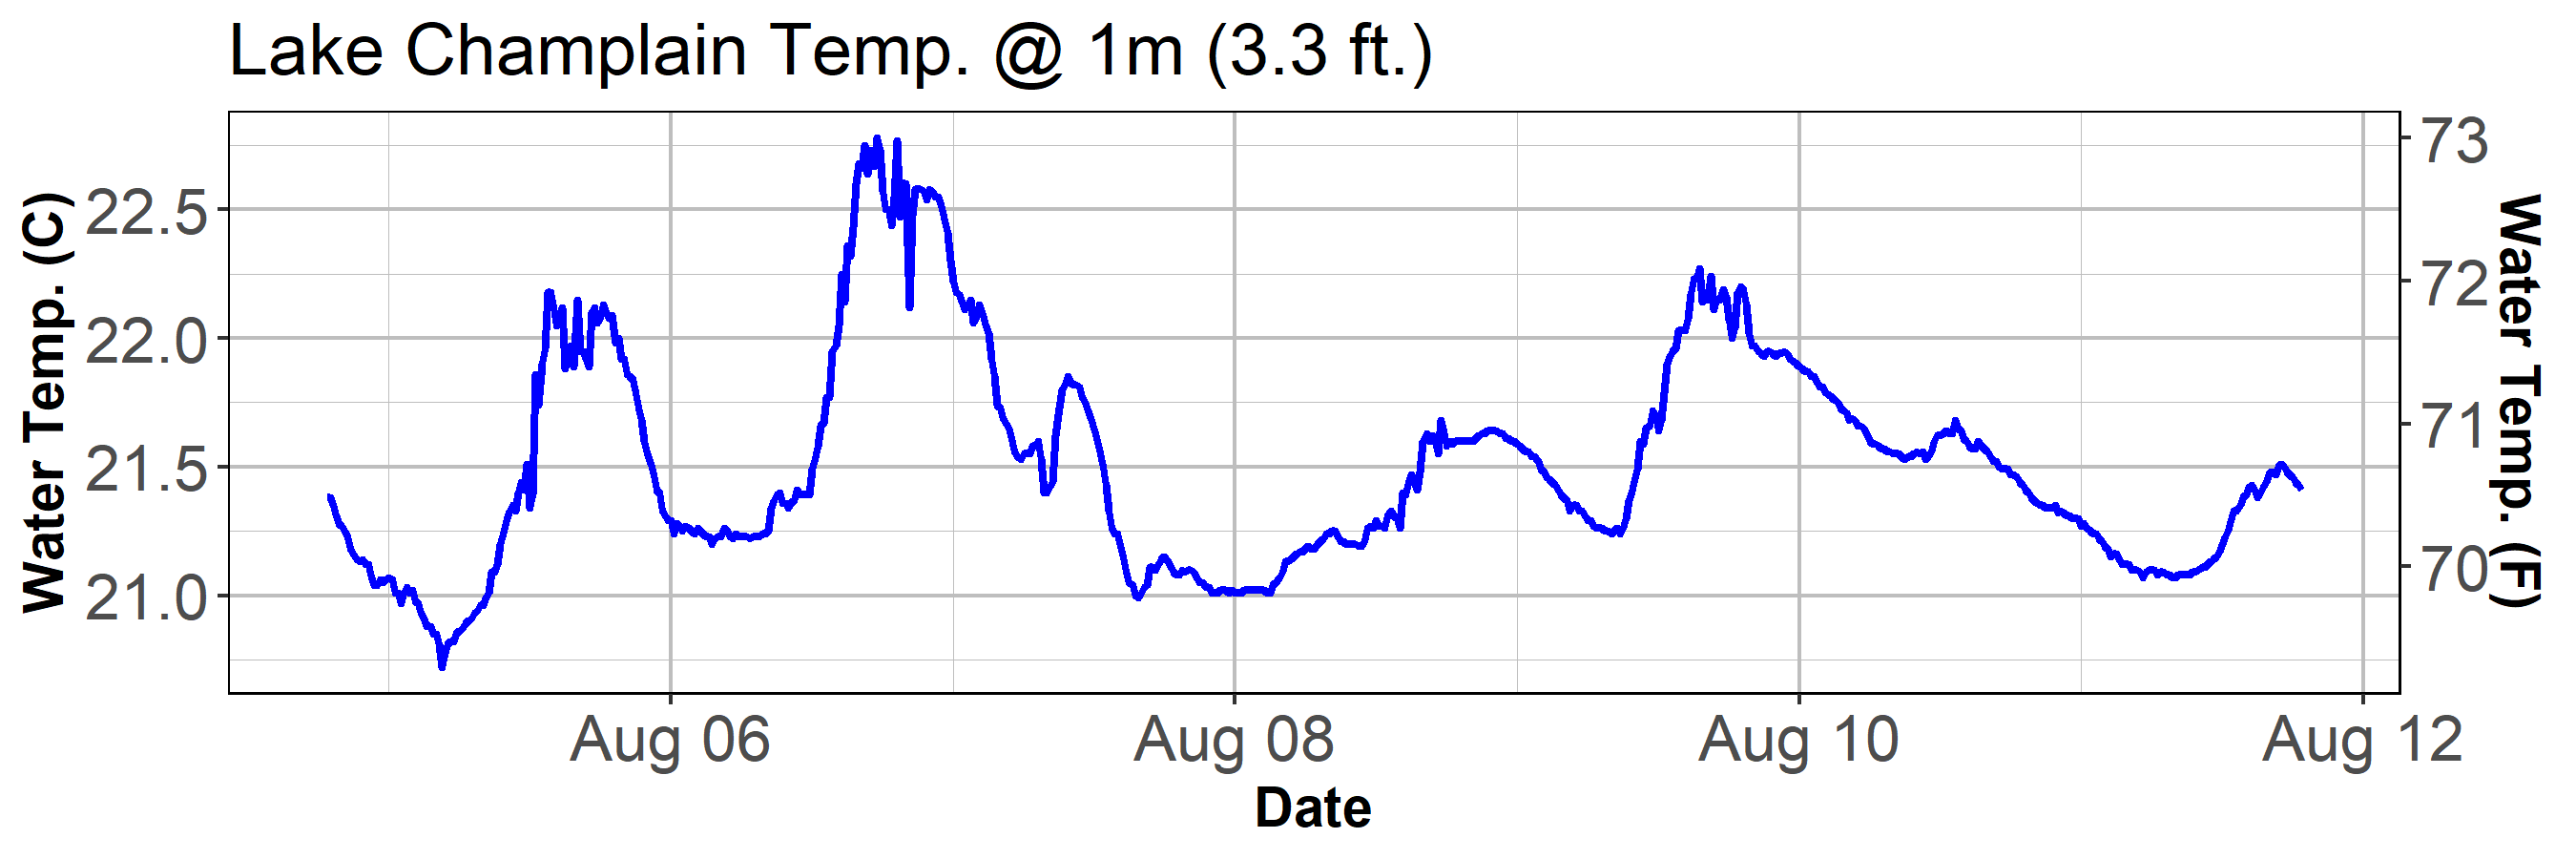 Lake Champlain Temp. @ 1m (3.3 ft.)
Water Temp. (C)
22.5
22.0
21.5
21.0
73
72
71
70
Water Temp. (F)
Aug 06 Aug 08 Aug 10 Aug 12
Date